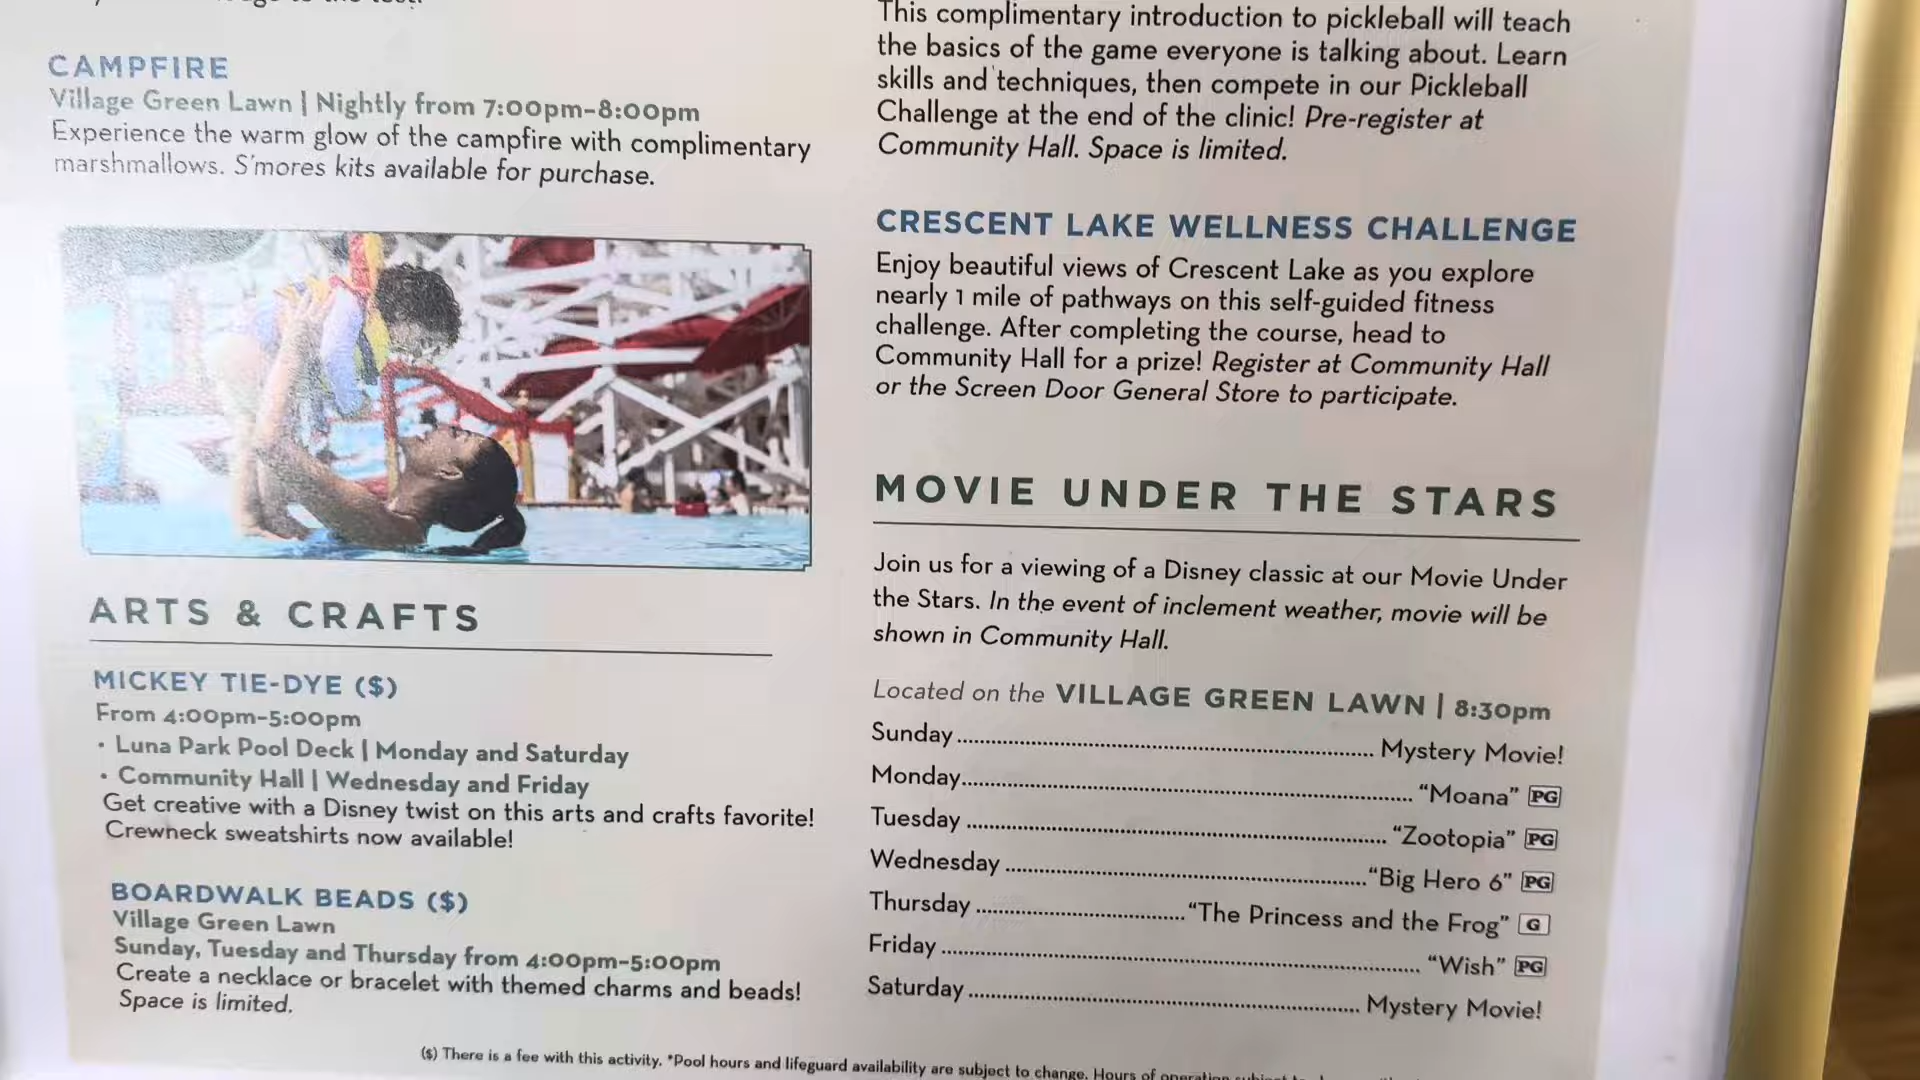 CAMPFIRE
Village Green Lawn | Nightly from 7:00pm–8:00pm
Experience the warm glow of the campfire with complimentary
marshmallows. S'mores kits available for purchase.
ARTS & CRAFTS
MICKEY TIE-DYE ($)
From 4:00pm–5:00pm
• Luna Park Pool Deck | Monday and Saturday
• Community Hall | Wednesday and Friday
Get creative with a Disney twist on this arts and crafts favorite!
Crewneck sweatshirts now available!
BOARDWALK BEADS ($)
Village Green Lawn
Sunday, Tuesday and Thursday from 4:00pm–5:00pm
Create a necklace or bracelet with themed charms and beads!
Space is limited.
This complimentary introduction to pickleball will teach
the basics of the game everyone is talking about. Learn
skills and techniques, then compete in our Pickleball
Challenge at the end of the clinic! Pre-register at
Community Hall. Space is limited.
CRESCENT LAKE WELLNESS CHALLENGE
Enjoy beautiful views of Crescent Lake as you explore
nearly 1 mile of pathways on this self-guided fitness
challenge. After completing the course, head to
Community Hall for a prize! Register at Community Hall
or the Screen Door General Store to participate.
MOVIE UNDER THE STARS
Join us for a viewing of a Disney classic at our Movie Under
the Stars. In the event of inclement weather, movie will be
shown in Community Hall.
Located on the VILLAGE GREEN LAWN | 8:30pm
Sunday ........ Mystery Movie!
Monday ........ "Moana" PG
Tuesday ........ "Zootopia" PG
Wednesday ........ "Big Hero 6" PG
Thursday ........ "The Princess and the Frog" G
Friday ........ "Wish" PG
Saturday ........ Mystery Movie!
($) There is a fee with this activity. *Pool hours and lifeguard availability are subject to change. Hours of operation